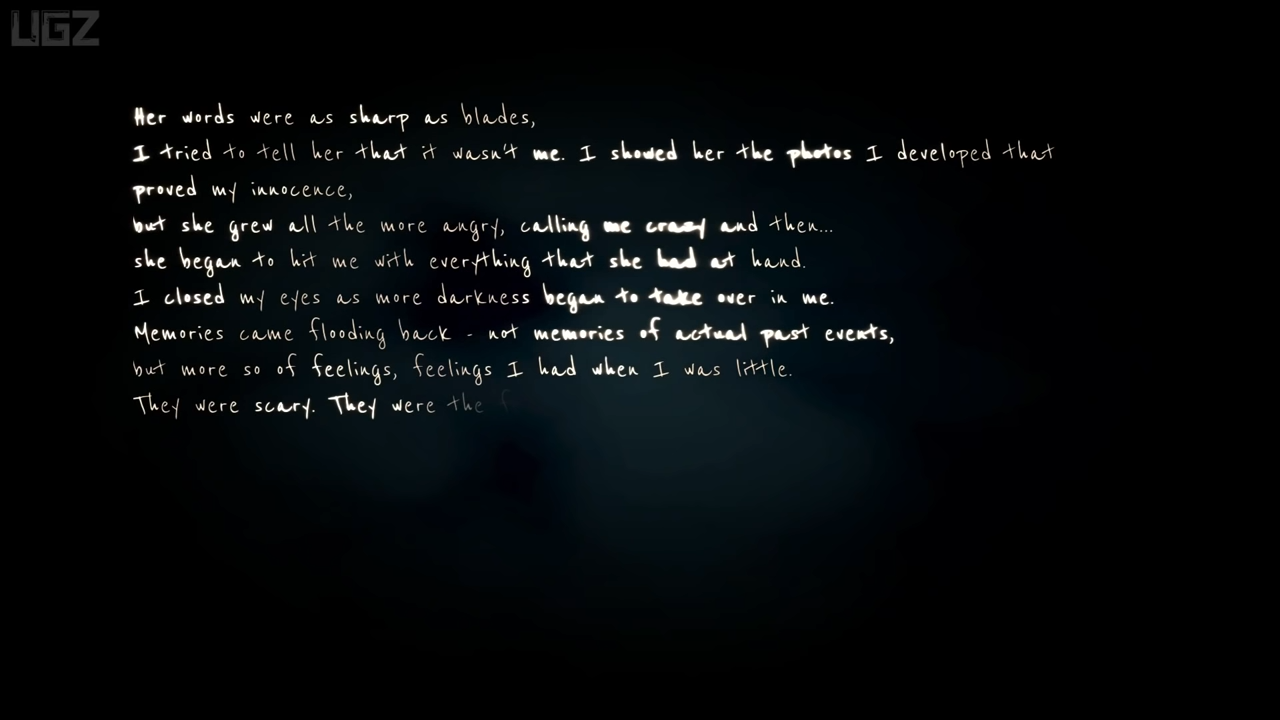 UGZ
Her words were as sharp as blades,
I tried to tell her that it wasn't me. I showed her the photos I developed that
proved my innocence,
but she grew all the more angry, calling me crazy and then...
she began to hit me with everything that she had at hand.
I closed my eyes as more darkness began to take over in me.
Memories came flooding back - not memories of actual past events,
but more so of feelings, feelings I had when I was little.
They were scary. They were the f